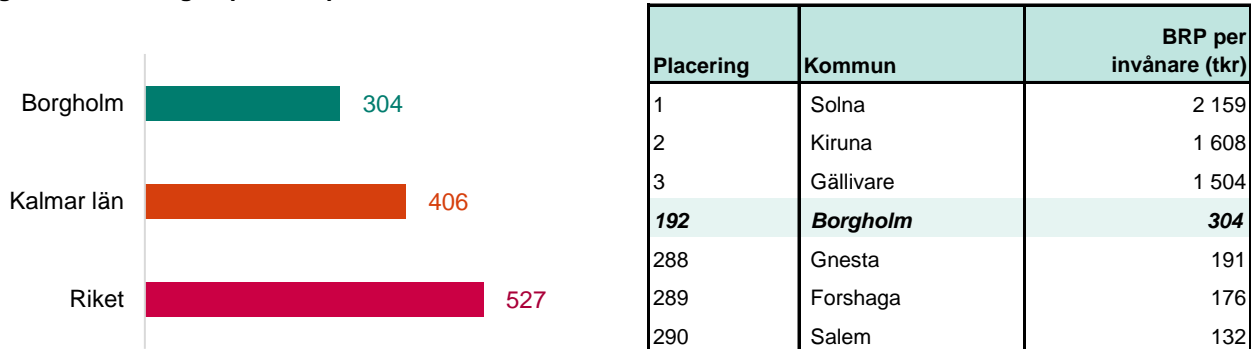 Borgholm 304
Kalmar län 406
Riket 527
Placering Kommun BRP per invånare (tkr)
1 Solna 2 159
2 Kiruna 1 608
3 Gällivare 1 504
192 Borgholm 304
288 Gnesta 191
289 Forshaga 176
290 Salem 132